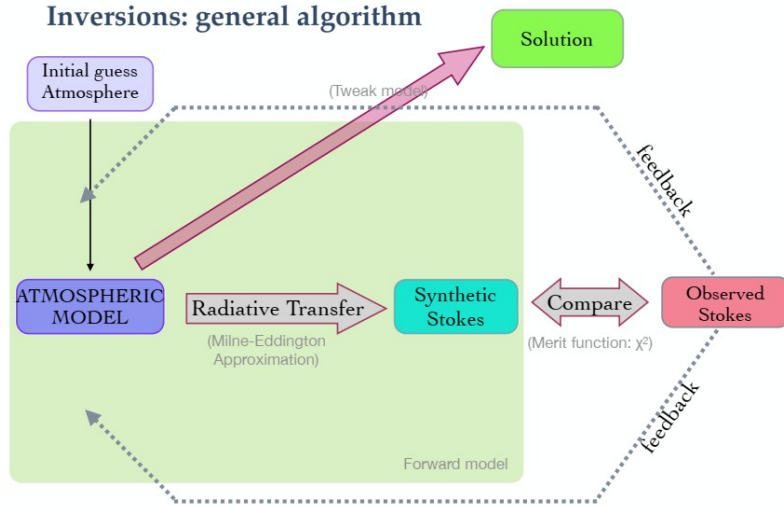 Inversions: general algorithm
Solution
Initial guess
Atmosphere
(Tweak model)
feedback
ATMOSPHERIC
MODEL
Radiative Transfer
(Milne-Eddington
Approximation)
Synthetic
Stokes
Compare
(Merit function: χ²)
Observed
Stokes
feedback
Forward model